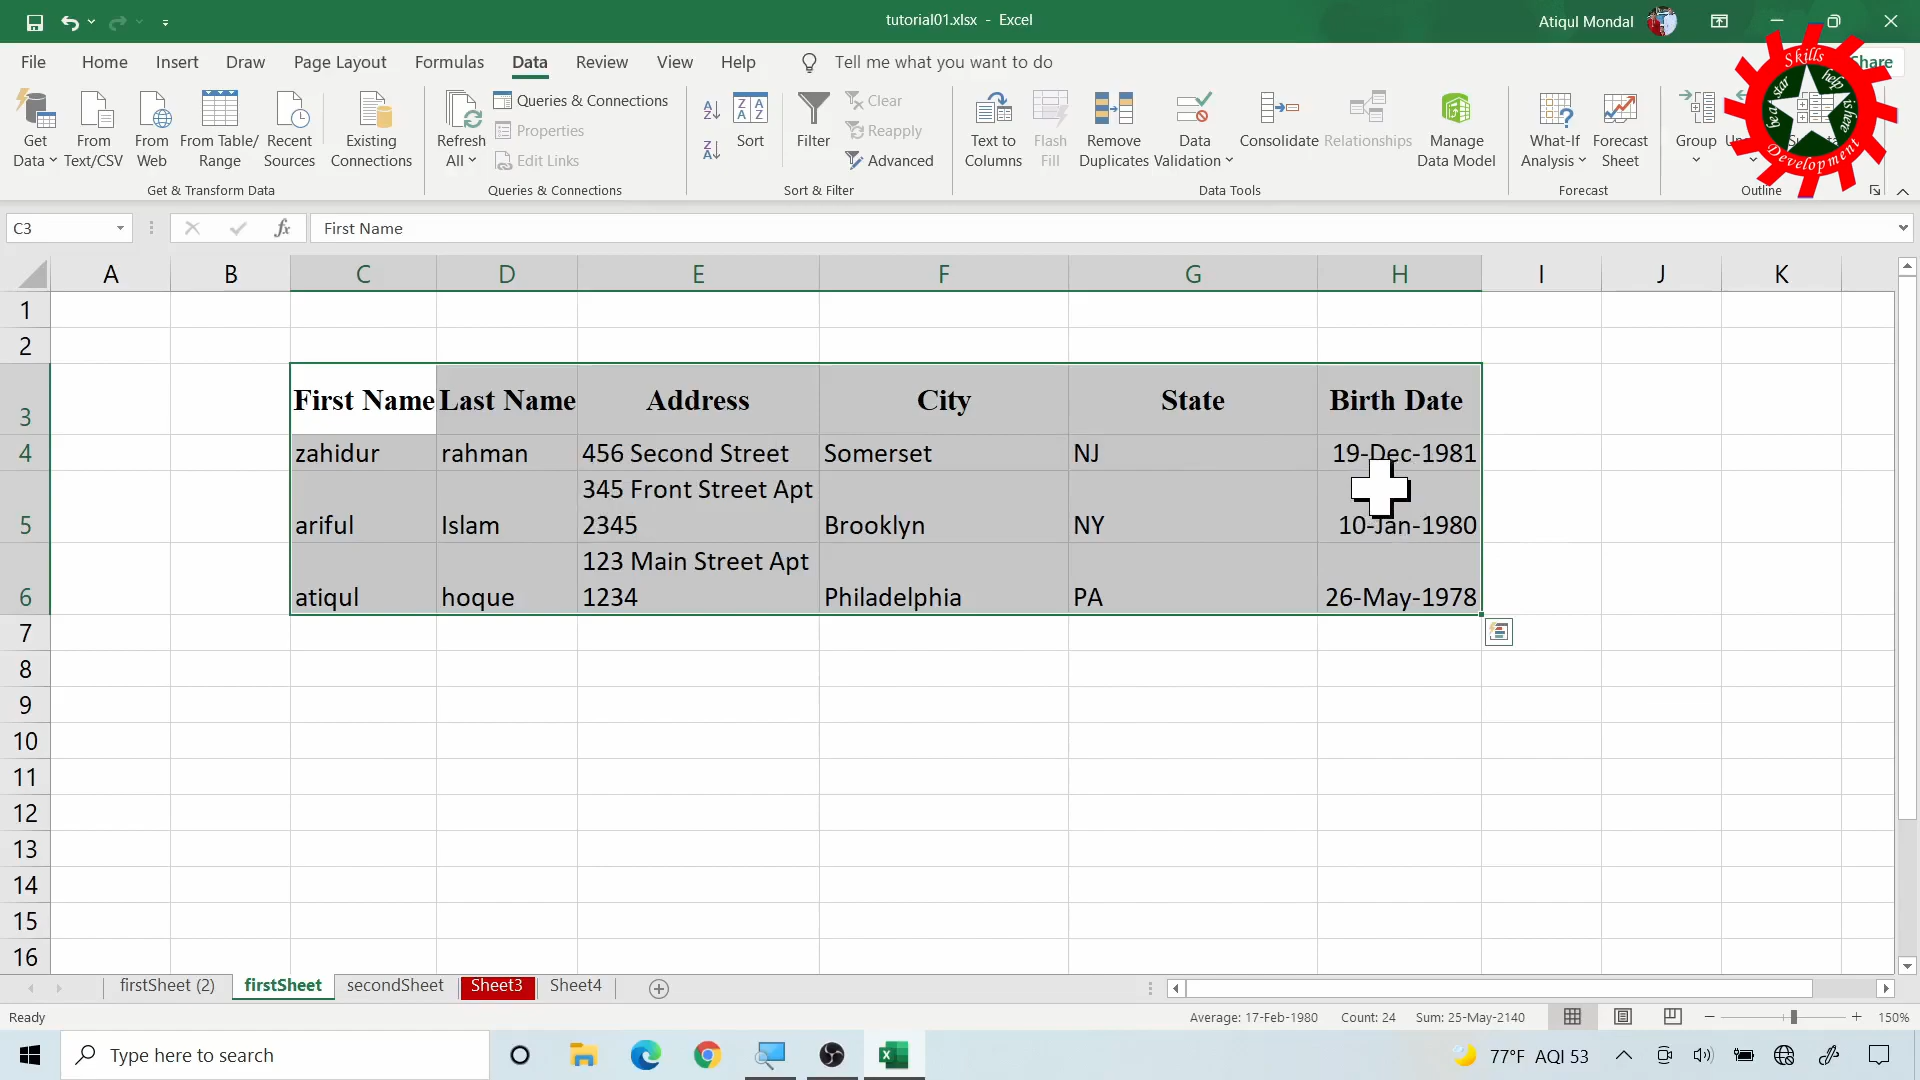 tutorial01.xlsx - Excel
Atiqul Mondal
File Home Insert Draw Page Layout Formulas Data Review View Help Tell me what you want to do
Share
Get Data
From Text/CSV
From Web
From Table/ Range
Recent Sources
Existing Connections
Get & Transform Data
Refresh All
Queries & Connections
Properties
Edit Links
Queries & Connections
Sort
Filter
Clear
Reapply
Advanced
Sort & Filter
Text to Columns
Flash Fill
Remove Duplicates
Data Validation
Consolidate
Relationships
Manage Data Model
Data Tools
What-If Analysis
Forecast Sheet
Forecast
Group
Outline
Skills
help is here
be a star
Development
C3
fx
First Name
A B C D E F G H I J K
1
2
3 First Name Last Name Address City State Birth Date
4 zahidur rahman 456 Second Street Somerset NJ 19-Dec-1981
345 Front Street Apt
5 ariful Islam 2345 Brooklyn NY 10-Jan-1980
123 Main Street Apt
6 atiqul hoque 1234 Philadelphia PA 26-May-1978
7
8
9
10
11
12
13
14
15
16
firstSheet (2) firstSheet secondSheet Sheet3 Sheet4
Ready
Average: 17-Feb-1980 Count: 24 Sum: 25-May-2140
150%
Type here to search
77°F AQI 53